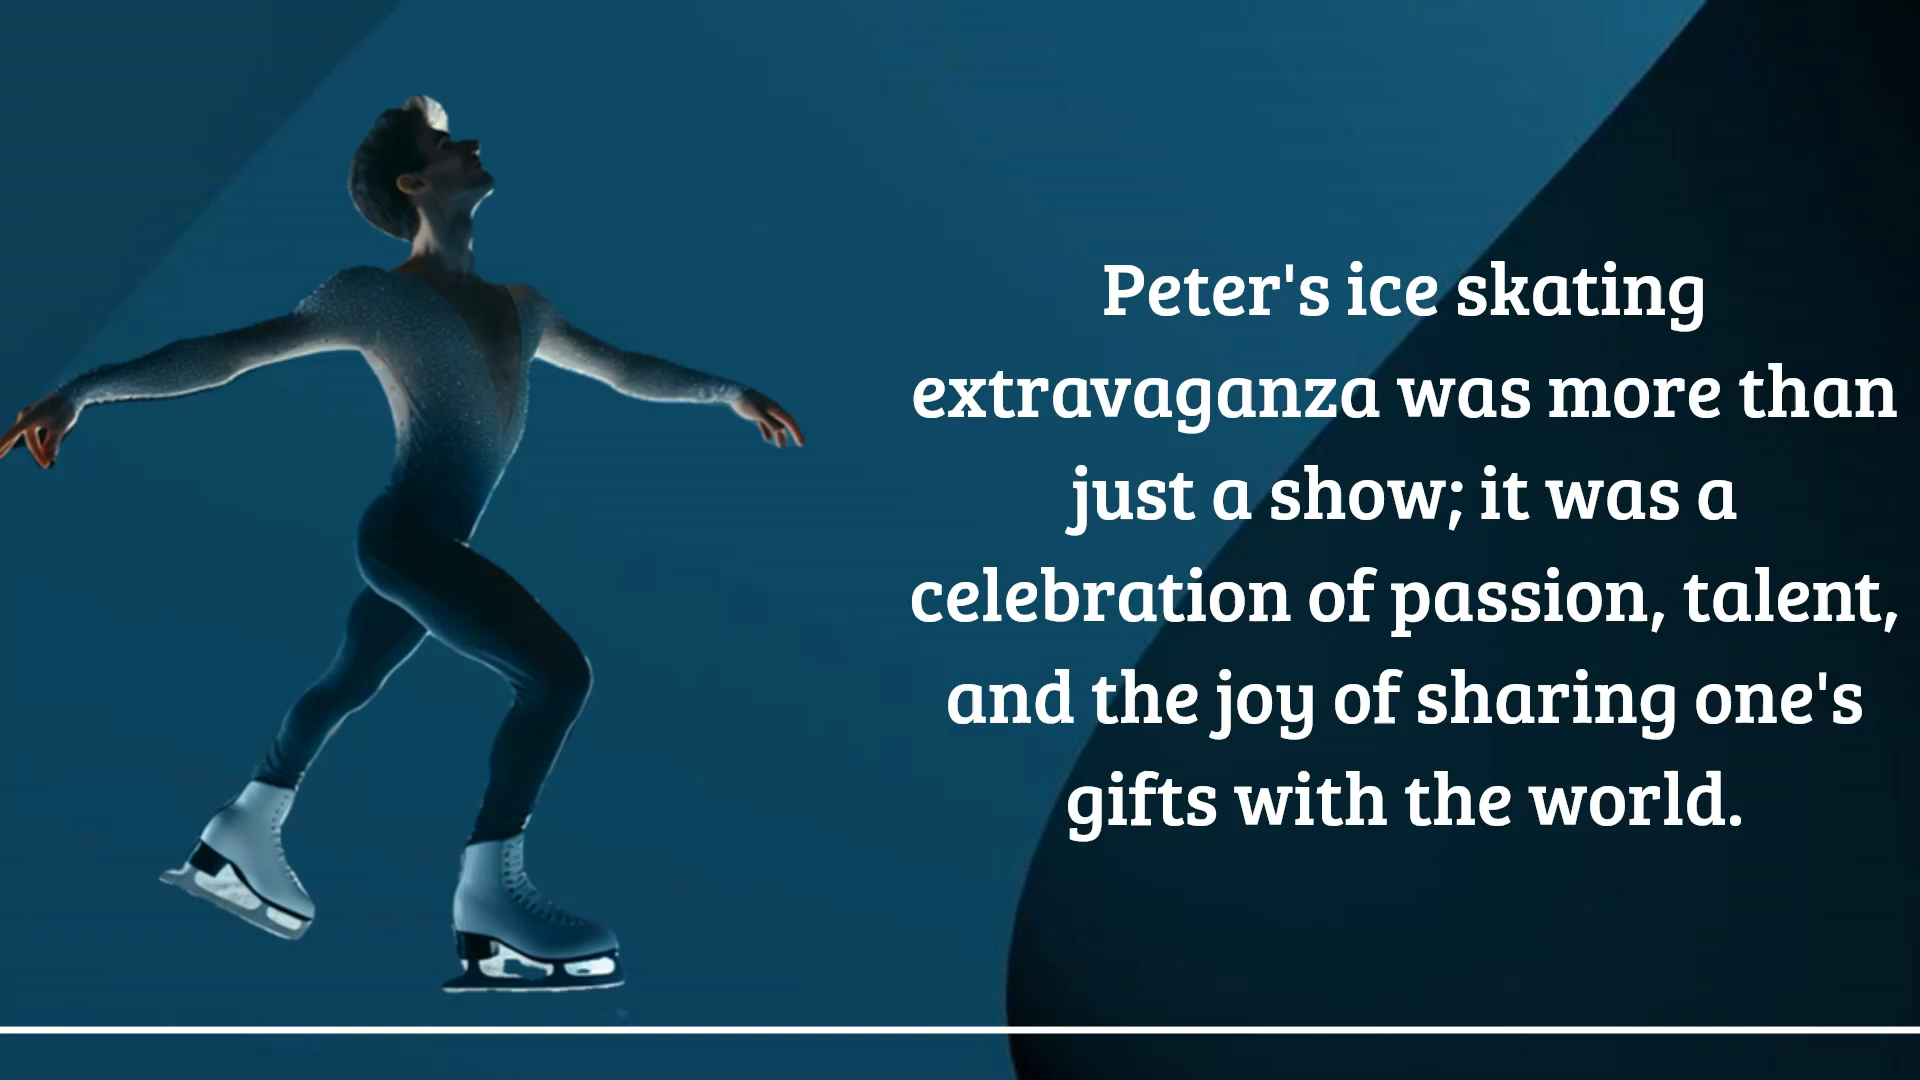 Peter's ice skating
extravaganza was more than
just a show; it was a
celebration of passion, talent,
and the joy of sharing one's
gifts with the world.